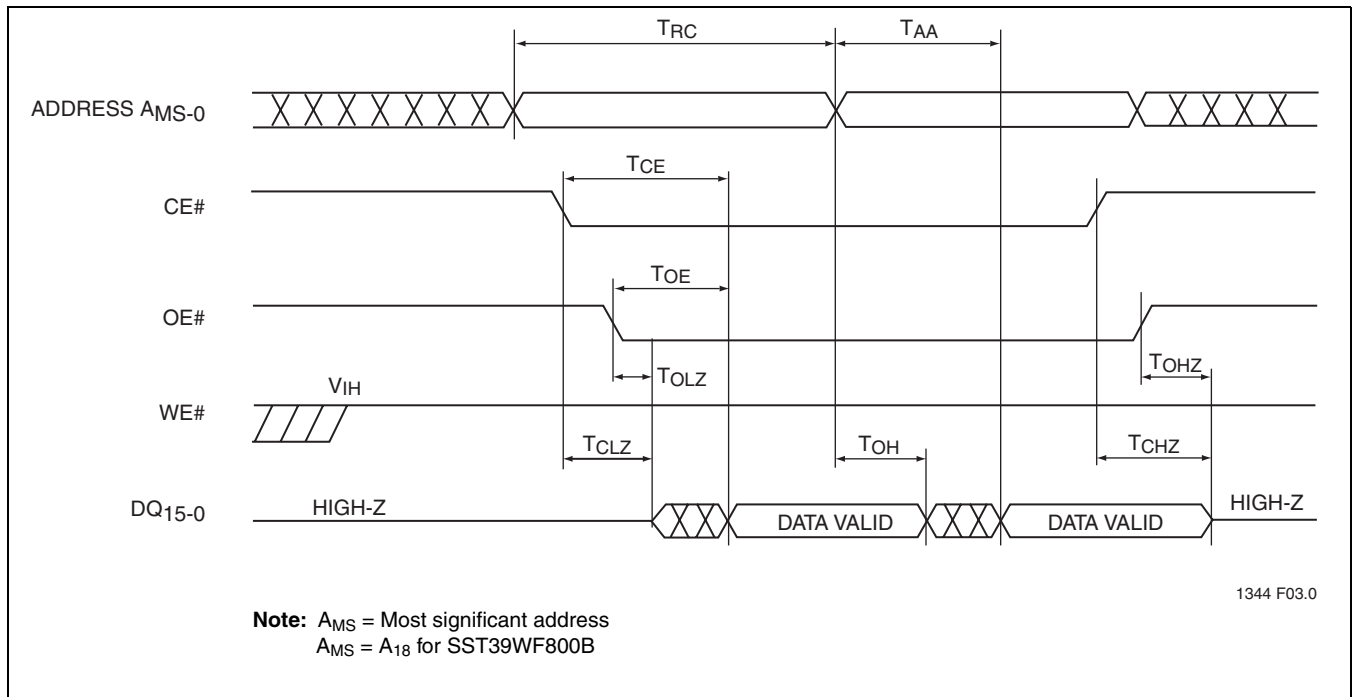 TRC
TAA
ADDRESS AMS-0
TCE
CE#
TOE
OE#
TOLZ
TOHZ
VIH
WE#
TCLZ
TOH
TCHZ
DQ15-0
HIGH-Z
DATA VALID
DATA VALID
HIGH-Z
1344 F03.0
Note: AMS = Most significant address
AMS = A18 for SST39WF800B